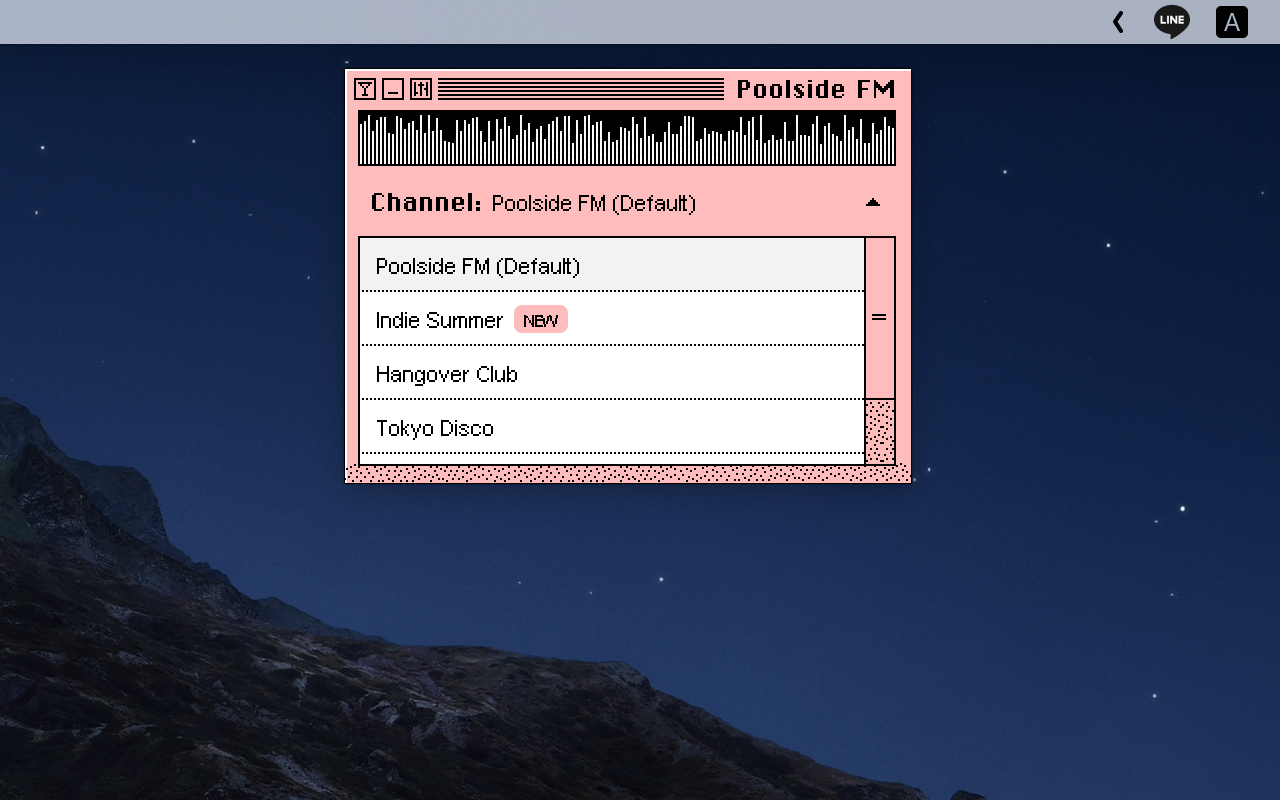 LINE
A
Poolside FM
Channel: Poolside FM (Default)
Poolside FM (Default)
Indie Summer NEW
Hangover Club
Tokyo Disco